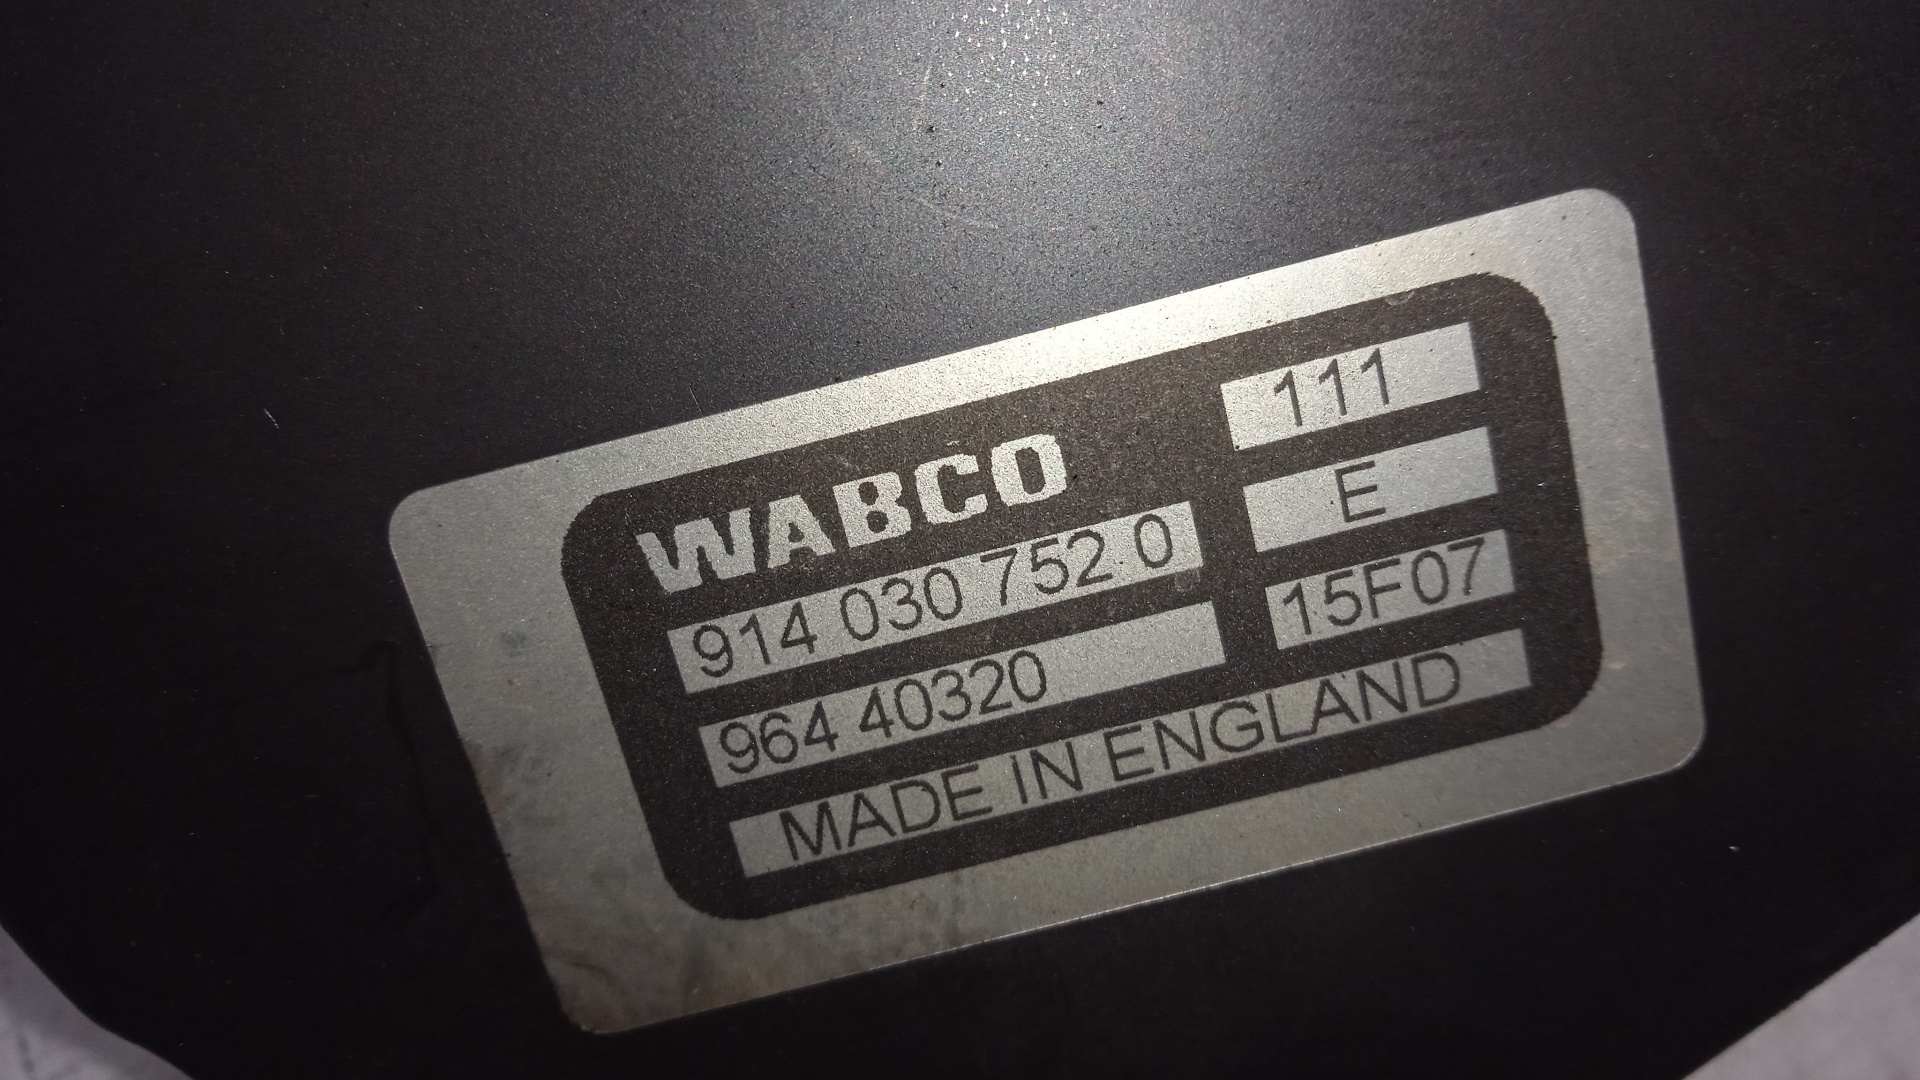 WABCO
111
914 030 752 0
E
964 40320
15F07
MADE IN ENGLAND